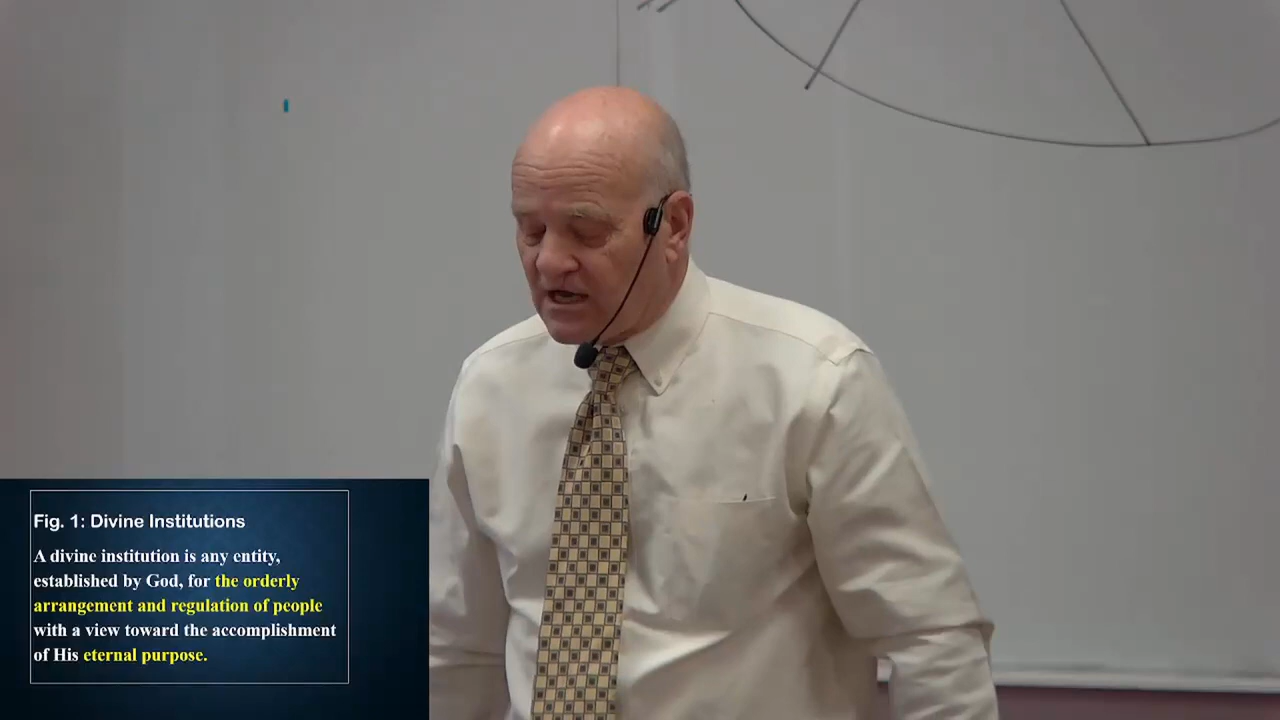 Fig. 1: Divine Institutions
A divine institution is any entity,
established by God, for the orderly
arrangement and regulation of people
with a view toward the accomplishment
of His eternal purpose.